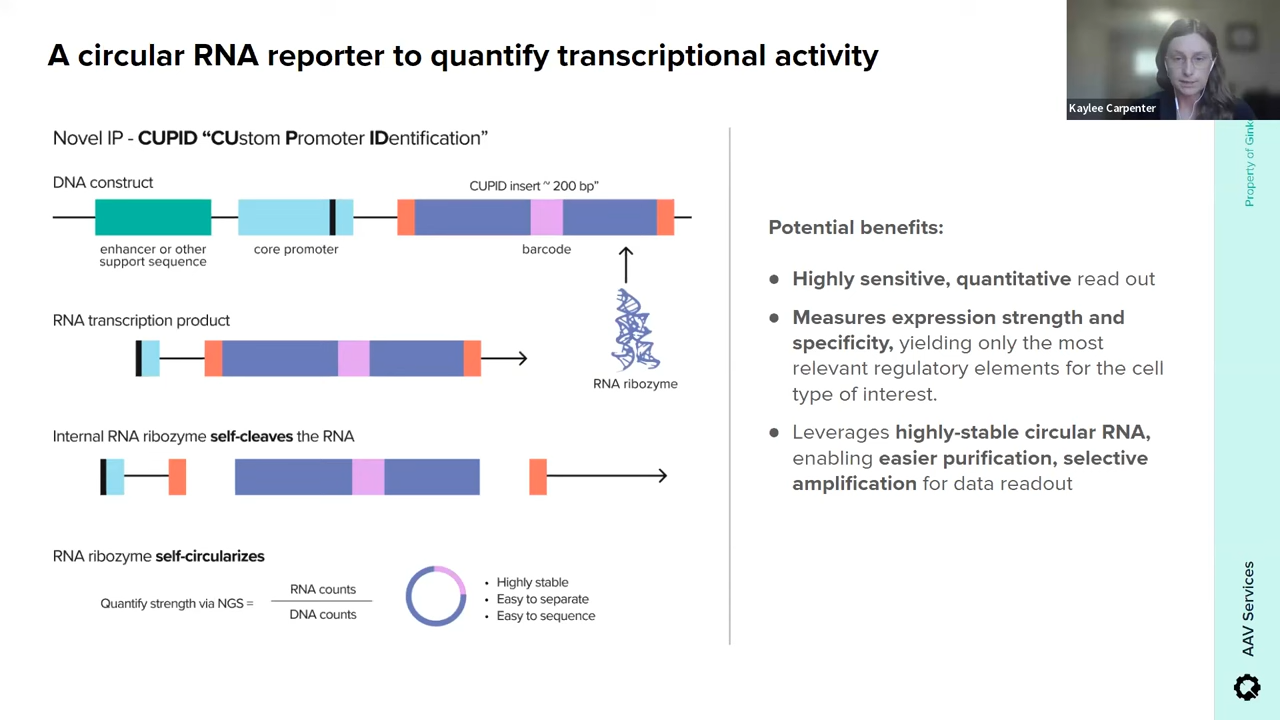 A circular RNA reporter to quantify transcriptional activity
Kaylee Carpenter
Novel IP - CUPID “CUstom Promoter IDentification”
DNA construct
CUPID insert ~ 200 bp”
enhancer or other
support sequence
core promoter
barcode
RNA transcription product
RNA ribozyme
Internal RNA ribozyme self-cleaves the RNA
RNA ribozyme self-circularizes
Quantify strength via NGS =
RNA counts
DNA counts
• Highly stable
• Easy to separate
• Easy to sequence
Potential benefits:
● Highly sensitive, quantitative read out
● Measures expression strength and
specificity, yielding only the most
relevant regulatory elements for the cell
type of interest.
● Leverages highly-stable circular RNA,
enabling easier purification, selective
amplification for data readout
Property of
AAV Services